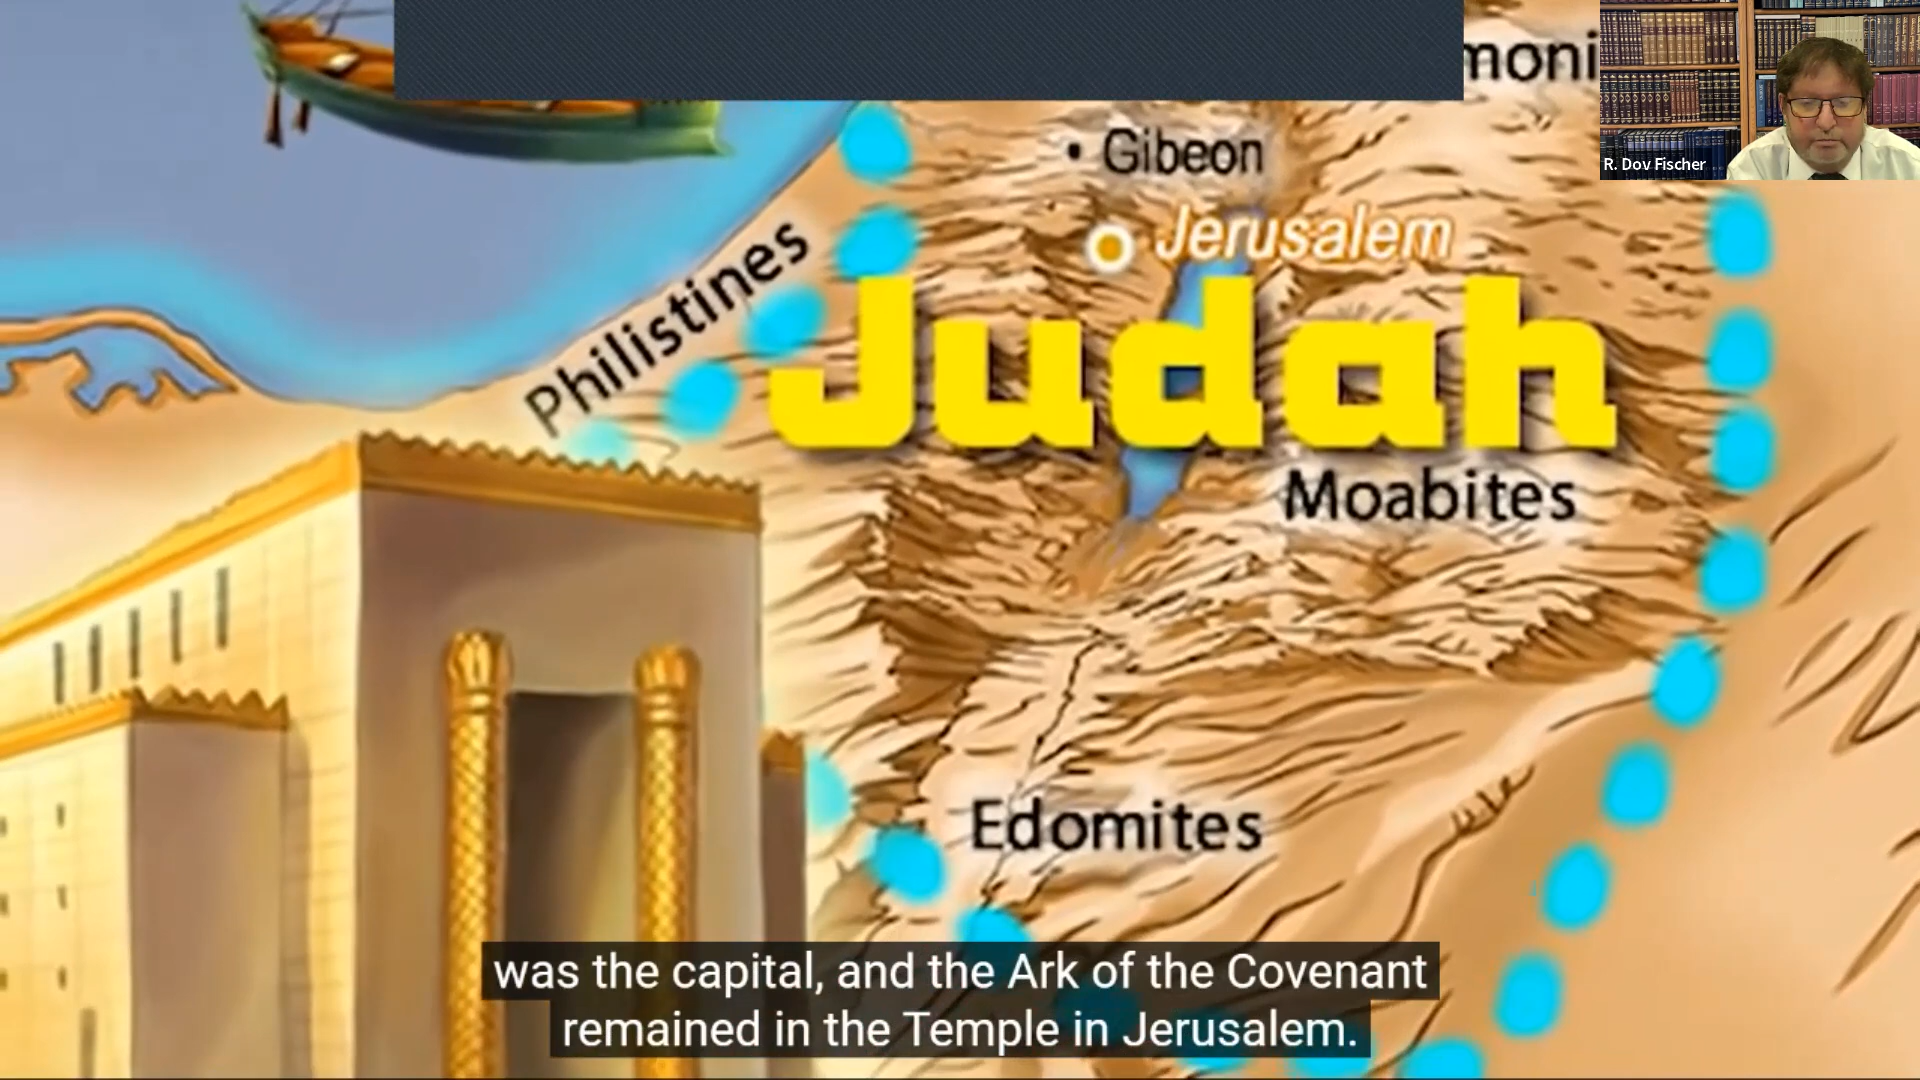 moni
R. Dov Fischer
Gibeon
Jerusalem
Philistines
Judah
Moabites
Edomites
was the capital, and the Ark of the Covenant
remained in the Temple in Jerusalem.